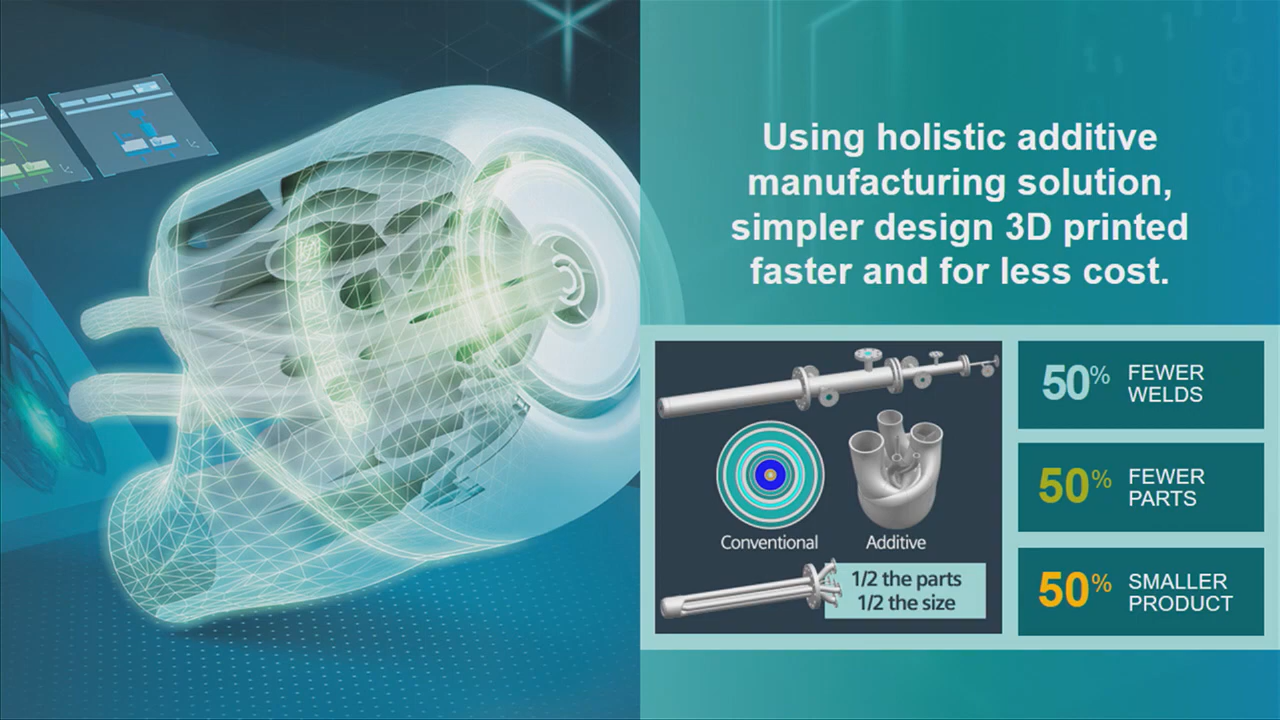 Using holistic additive
manufacturing solution,
simpler design 3D printed
faster and for less cost.
Conventional
Additive
1/2 the parts
1/2 the size
50% FEWER
WELDS
50% FEWER
PARTS
50% SMALLER
PRODUCT